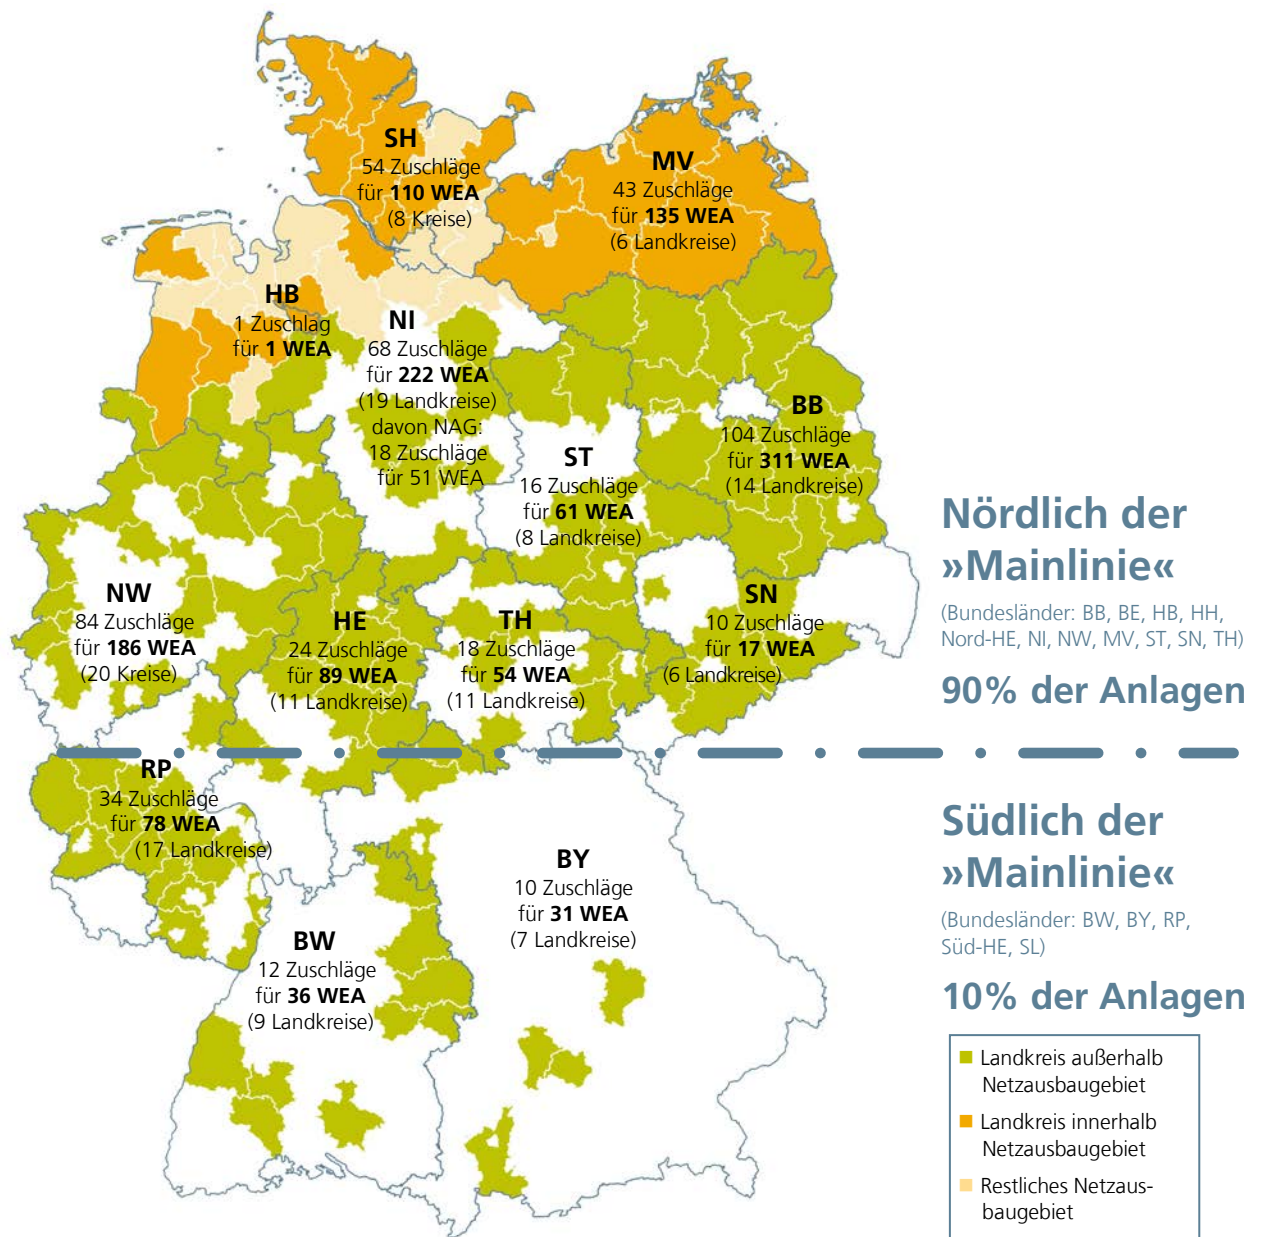 SH
54 Zuschläge
für 110 WEA
(8 Kreise)
MV
43 Zuschläge
für 135 WEA
(6 Landkreise)
HB
1 Zuschlag
für 1 WEA
NI
68 Zuschläge
für 222 WEA
(19 Landkreise)
davon NAG:
18 Zuschläge
für 51 WEA
BB
104 Zuschläge
für 311 WEA
(14 Landkreise)
ST
16 Zuschläge
für 61 WEA
(8 Landkreise)
NW
84 Zuschläge
für 186 WEA
(20 Kreise)
HE
24 Zuschläge
für 89 WEA
(11 Landkreise)
TH
18 Zuschläge
für 54 WEA
(11 Landkreise)
SN
10 Zuschläge
für 17 WEA
(6 Landkreise)
Nördlich der
»Mainlinie«
(Bundesländer: BB, BE, HB, HH,
Nord-HE, NI, NW, MV, ST, SN, TH)
90% der Anlagen
RP
34 Zuschläge
für 78 WEA
(17 Landkreise)
BY
10 Zuschläge
für 31 WEA
(7 Landkreise)
BW
12 Zuschläge
für 36 WEA
(9 Landkreise)
Südlich der
»Mainlinie«
(Bundesländer: BW, BY, RP,
Süd-HE, SL)
10% der Anlagen
Landkreis außerhalb
Netzausbaugebiet
Landkreis innerhalb
Netzausbaugebiet
Restliches Netzaus-
baugebiet